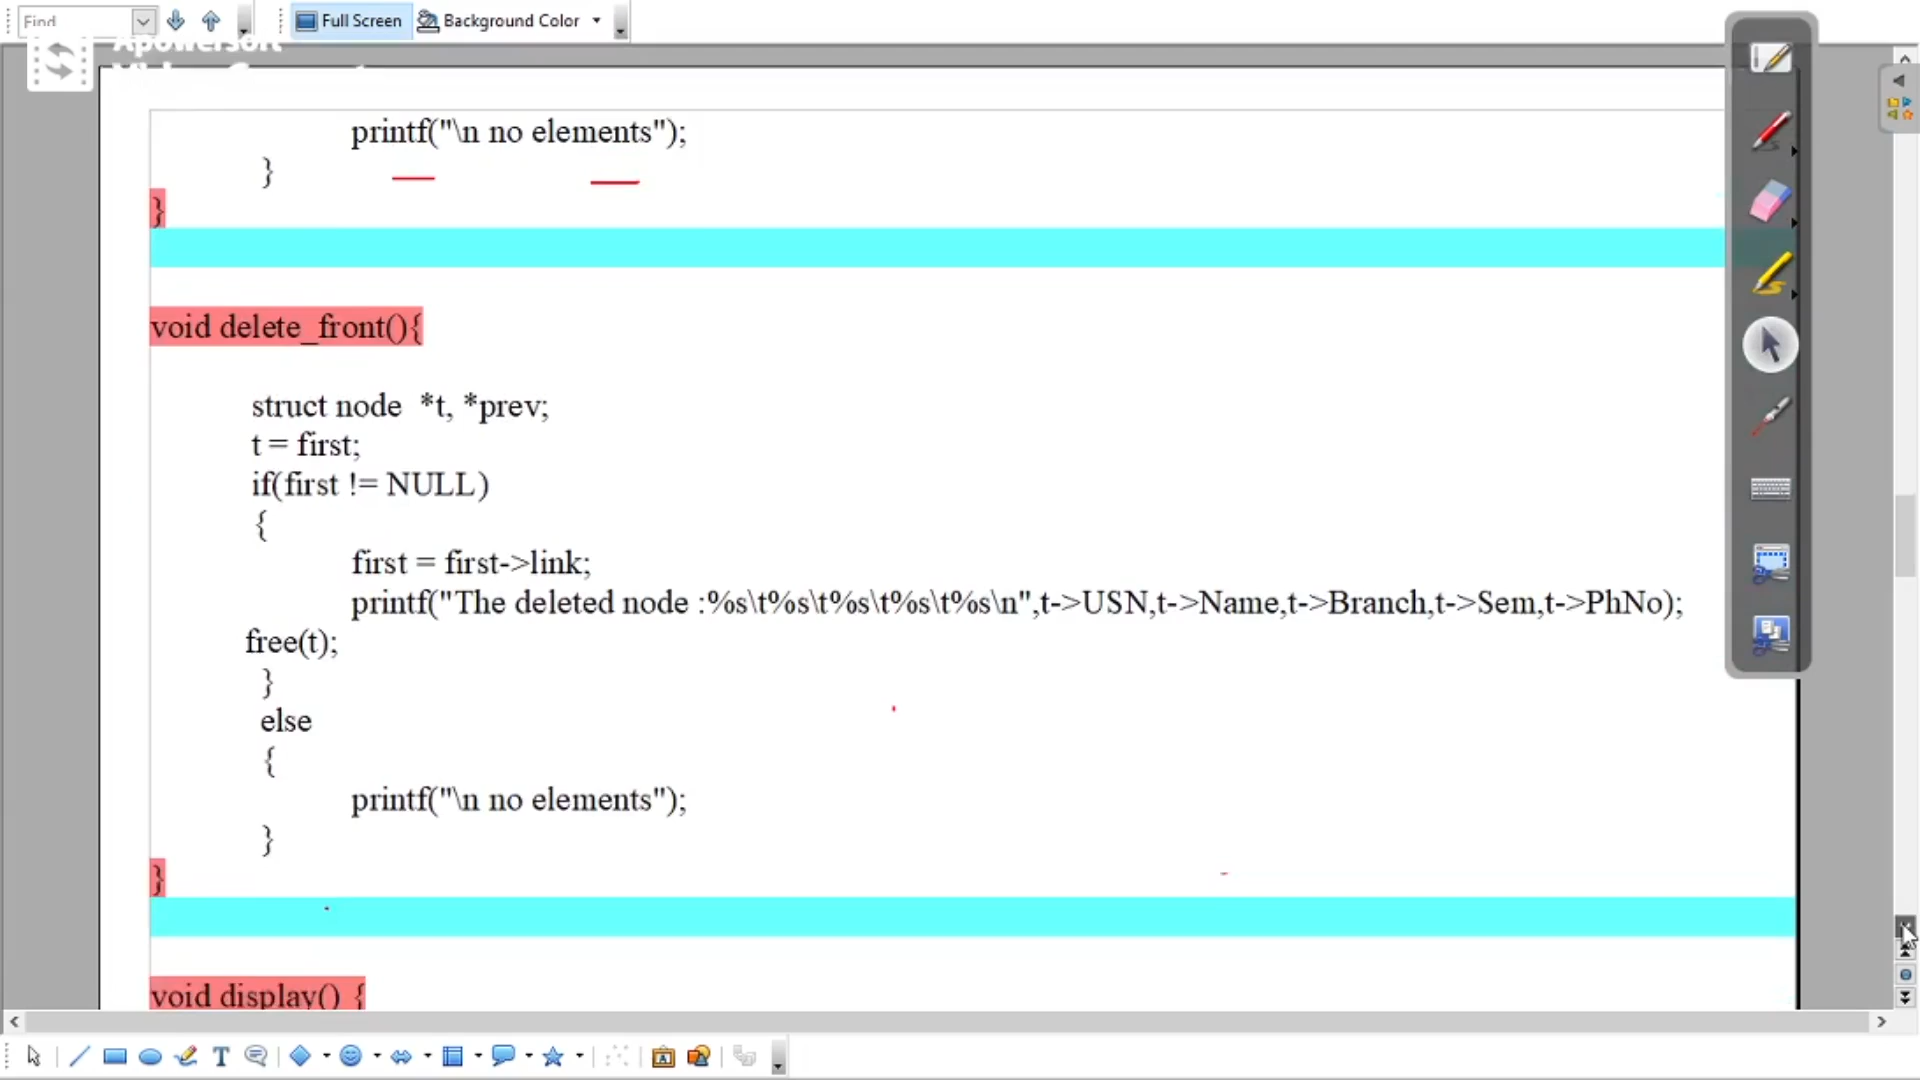 Find
Full Screen
Background Color
Apowersoft
printf("\n no elements");
}
}
void delete_front(){
struct node *t, *prev;
t = first;
if(first != NULL)
{
first = first->link;
printf("The deleted node :%s\t%s\t%s\t%s\t%s\n",t->USN,t->Name,t->Branch,t->Sem,t->PhNo);
free(t);
}
else
{
printf("\n no elements");
}
}
void display() {